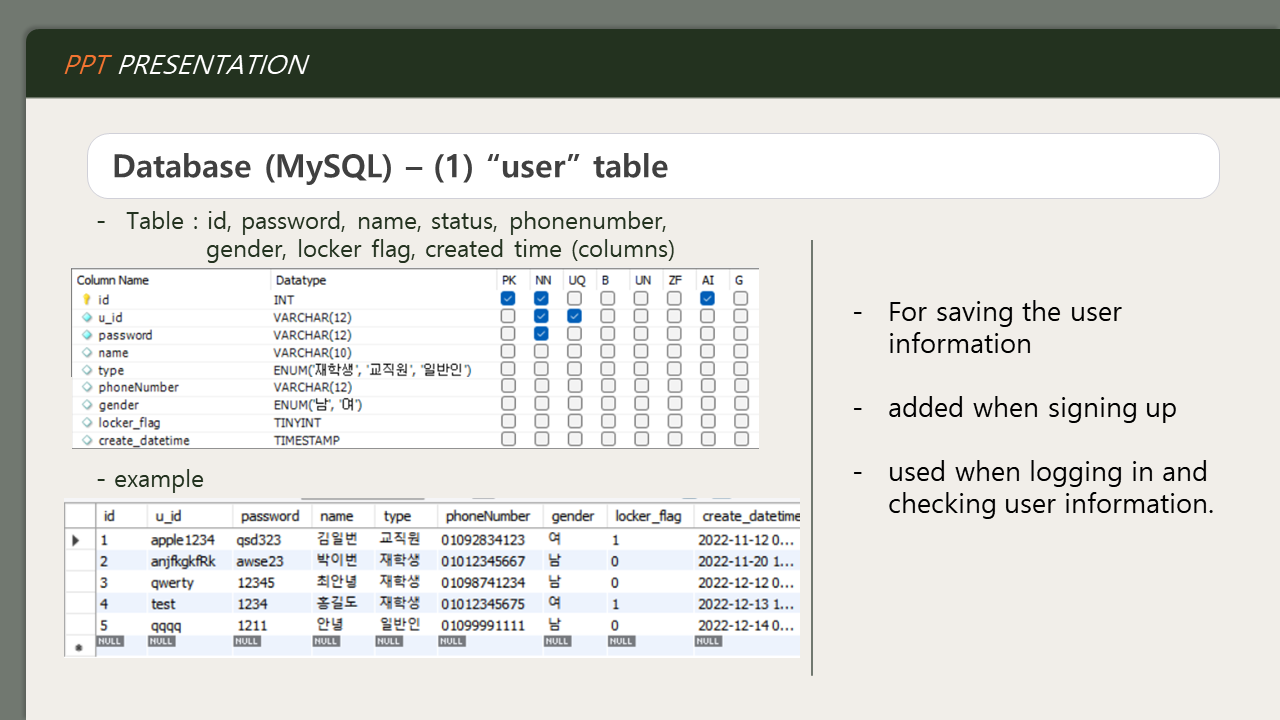 PPT PRESENTATION
Database (MySQL) – (1) “user” table
- Table : id, password, name, status, phonenumber,
gender, locker flag, created time (columns)
Column Name Datatype PK NN UQ B UN ZF AI G
id INT
u_id VARCHAR(12)
password VARCHAR(12)
name VARCHAR(10)
type ENUM('재학생', '교직원', '일반인')
phoneNumber VARCHAR(12)
gender ENUM('남', '여')
locker_flag TINYINT
create_datetime TIMESTAMP
- example
id u_id password name type phoneNumber gender locker_flag create_datetime
1 apple1234 qsd323 김일번 교직원 01092834123 여 1 2022-11-12 0...
2 anjfkgkfRk awse23 박이번 재학생 01012345667 남 0 2022-11-20 1...
3 qwerty 12345 최안녕 재학생 01098741234 남 0 2022-12-12 0...
4 test 1234 홍길도 재학생 01012345675 여 1 2022-12-13 1...
5 qqqq 1211 안녕 일반인 01099991111 남 0 2022-12-14 0...
NULL NULL NULL NULL NULL NULL NULL NULL NULL
- For saving the user
information
- added when signing up
- used when logging in and
checking user information.